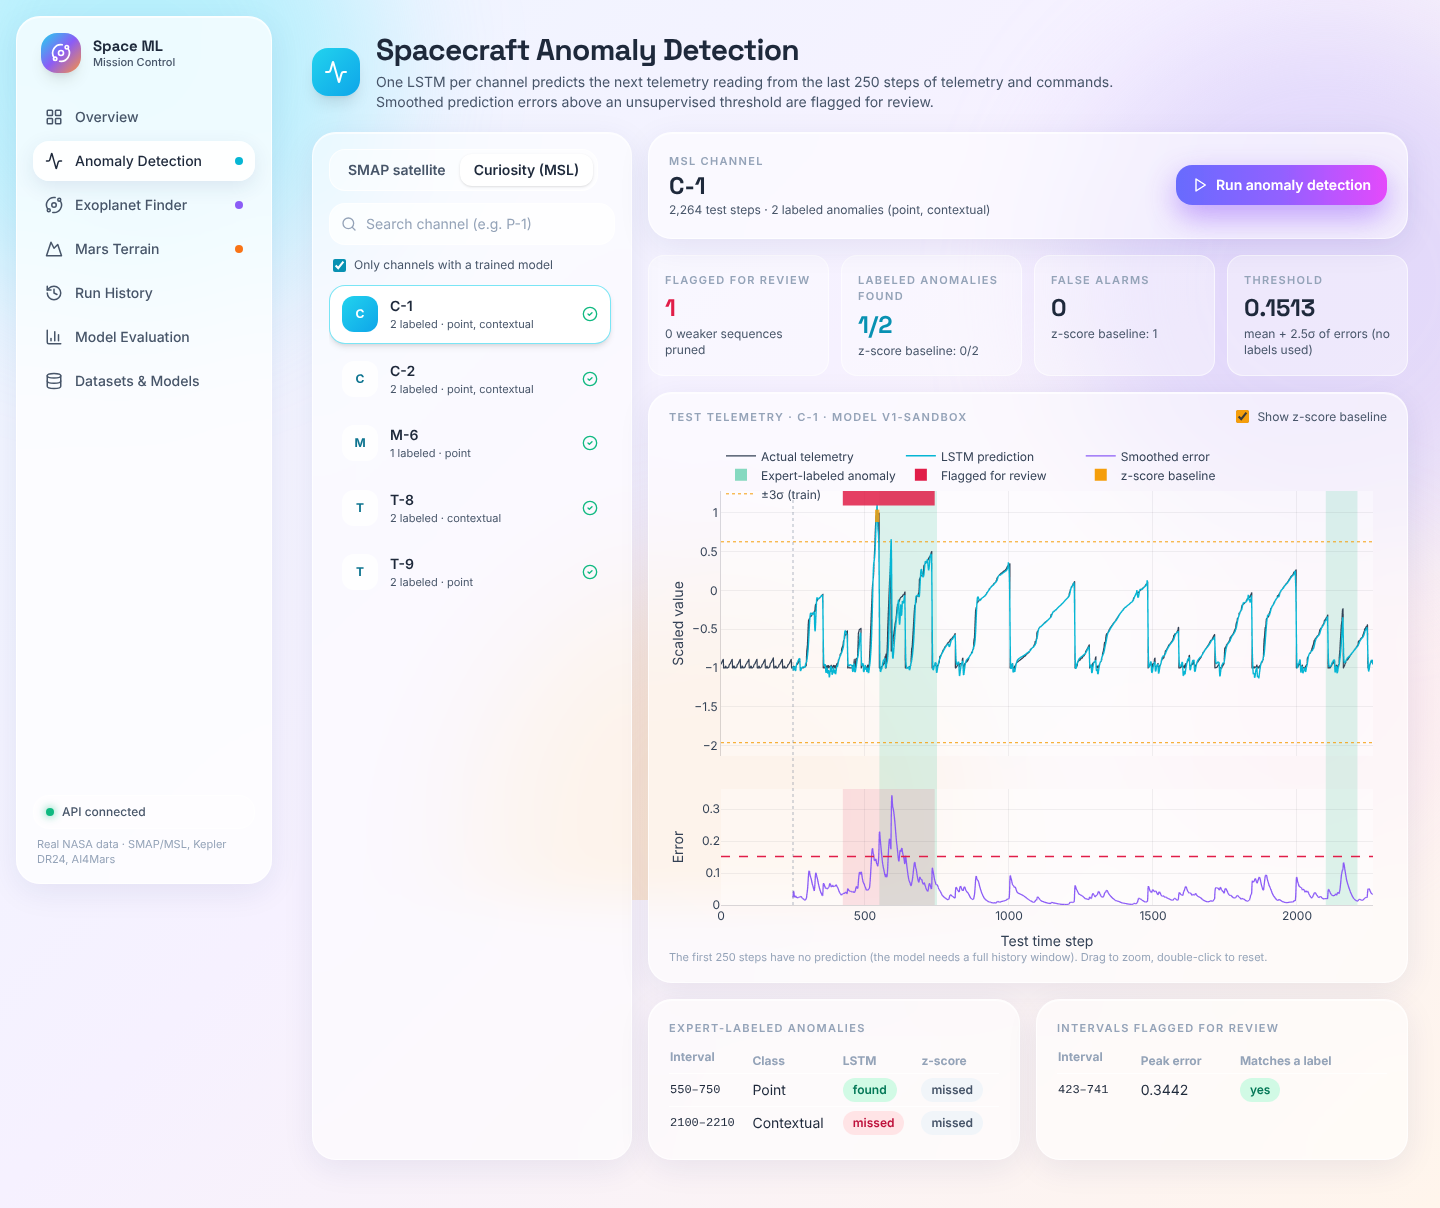 Space ML
Mission Control
Overview
Anomaly Detection
Exoplanet Finder
Mars Terrain
Run History
Model Evaluation
Datasets & Models
API connected
Real NASA data · SMAP/MSL, Kepler
DR24, AI4Mars
Spacecraft Anomaly Detection
One LSTM per channel predicts the next telemetry reading from the last 250 steps of telemetry and commands.
Smoothed prediction errors above an unsupervised threshold are flagged for review.
SMAP satellite
Curiosity (MSL)
Search channel (e.g. P-1)
Only channels with a trained model
C
C-1
2 labeled · point, contextual
C
C-2
2 labeled · point, contextual
M
M-6
1 labeled · point
T
T-8
2 labeled · contextual
T
T-9
2 labeled · point
MSL CHANNEL
C-1
2,264 test steps · 2 labeled anomalies (point, contextual)
Run anomaly detection
FLAGGED FOR REVIEW
1
0 weaker sequences
pruned
LABELED ANOMALIES
FOUND
1/2
z-score baseline: 0/2
FALSE ALARMS
0
z-score baseline: 1
THRESHOLD
0.1513
mean + 2.5σ of errors (no
labels used)
TEST TELEMETRY · C-1 · MODEL V1-SANDBOX
Show z-score baseline
Actual telemetry
LSTM prediction
Smoothed error
Expert-labeled anomaly
Flagged for review
z-score baseline
±3σ (train)
Scaled value
1
0.5
0
−0.5
−1
−1.5
−2
Error
0.3
0.2
0.1
0
0 500 1000 1500 2000
Test time step
The first 250 steps have no prediction (the model needs a full history window). Drag to zoom, double-click to reset.
EXPERT-LABELED ANOMALIES
Interval Class LSTM z-score
550–750 Point found missed
2100–2210 Contextual missed missed
INTERVALS FLAGGED FOR REVIEW
Interval Peak error Matches a label
423–741 0.3442 yes